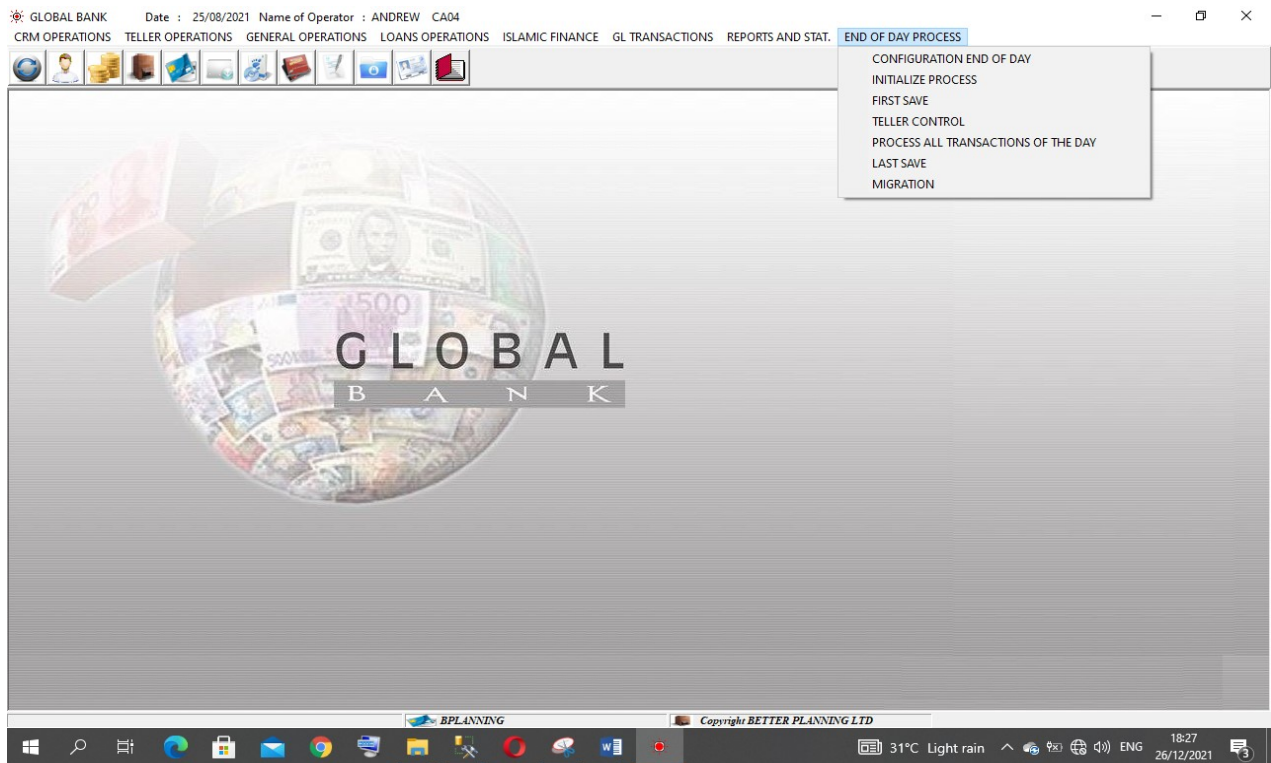 GLOBAL BANK Date : 25/08/2021 Name of Operator : ANDREW CA04
CRM OPERATIONS TELLER OPERATIONS GENERAL OPERATIONS LOANS OPERATIONS ISLAMIC FINANCE GL TRANSACTIONS REPORTS AND STAT. END OF DAY PROCESS
CONFIGURATION END OF DAY
INITIALIZE PROCESS
FIRST SAVE
TELLER CONTROL
PROCESS ALL TRANSACTIONS OF THE DAY
LAST SAVE
MIGRATION
500
GLOBAL
BANK
BPLANNING Copyright BETTER PLANNING LTD
31°C Light rain ENG 18:27
26/12/2021
3